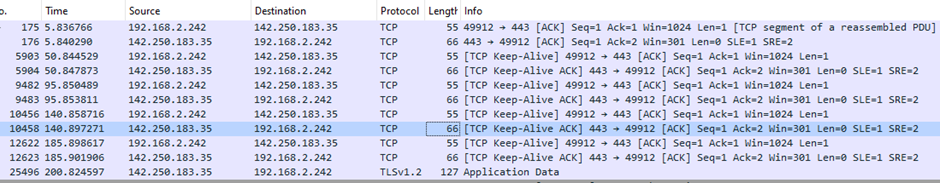 o. Time Source Destination Protocol Length Info
175 5.836766 192.168.2.242 142.250.183.35 TCP 55 49912 → 443 [ACK] Seq=1 Ack=1 Win=1024 Len=1 [TCP segment of a reassembled PDU]
176 5.840290 142.250.183.35 192.168.2.242 TCP 66 443 → 49912 [ACK] Seq=1 Ack=2 Win=301 Len=0 SLE=1 SRE=2
5903 50.844529 192.168.2.242 142.250.183.35 TCP 55 [TCP Keep-Alive] 49912 → 443 [ACK] Seq=1 Ack=1 Win=1024 Len=1
5904 50.847873 142.250.183.35 192.168.2.242 TCP 66 [TCP Keep-Alive ACK] 443 → 49912 [ACK] Seq=1 Ack=2 Win=301 Len=0 SLE=1 SRE=2
9482 95.850489 192.168.2.242 142.250.183.35 TCP 55 [TCP Keep-Alive] 49912 → 443 [ACK] Seq=1 Ack=1 Win=1024 Len=1
9483 95.853811 142.250.183.35 192.168.2.242 TCP 66 [TCP Keep-Alive ACK] 443 → 49912 [ACK] Seq=1 Ack=2 Win=301 Len=0 SLE=1 SRE=2
10456 140.858716 192.168.2.242 142.250.183.35 TCP 55 [TCP Keep-Alive] 49912 → 443 [ACK] Seq=1 Ack=1 Win=1024 Len=1
10458 140.897271 142.250.183.35 192.168.2.242 TCP 66 [TCP Keep-Alive ACK] 443 → 49912 [ACK] Seq=1 Ack=2 Win=301 Len=0 SLE=1 SRE=2
12622 185.898617 192.168.2.242 142.250.183.35 TCP 55 [TCP Keep-Alive] 49912 → 443 [ACK] Seq=1 Ack=1 Win=1024 Len=1
12623 185.901906 142.250.183.35 192.168.2.242 TCP 66 [TCP Keep-Alive ACK] 443 → 49912 [ACK] Seq=1 Ack=2 Win=301 Len=0 SLE=1 SRE=2
25496 200.824597 142.250.183.35 192.168.2.242 TLSv1.2 127 Application Data